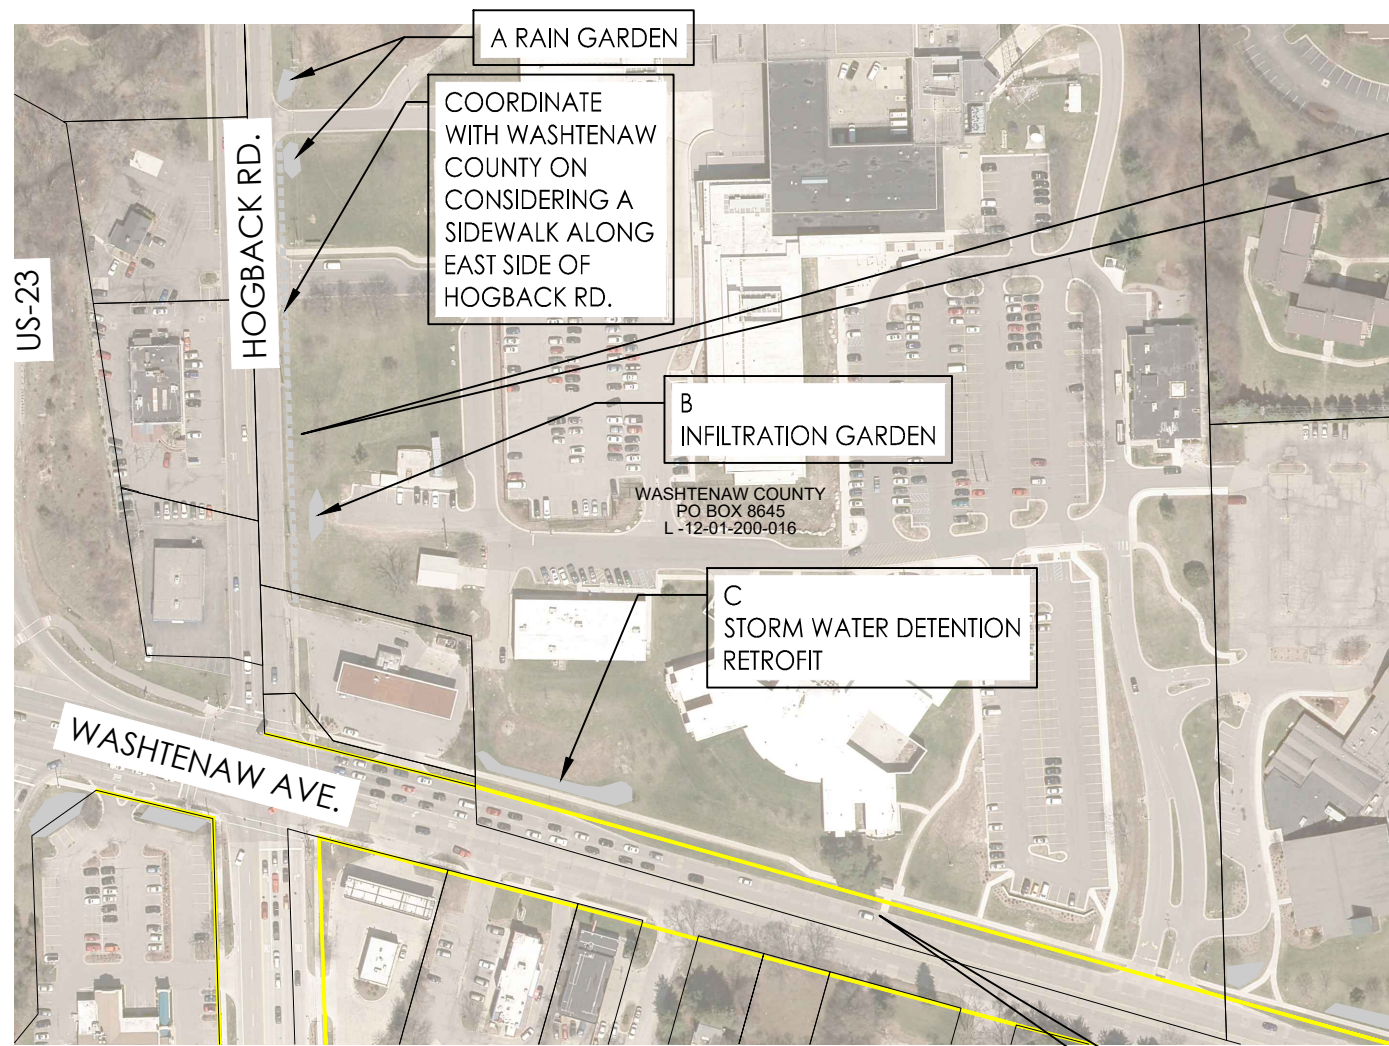 A RAIN GARDEN
COORDINATE
WITH WASHTENAW
COUNTY ON
CONSIDERING A
SIDEWALK ALONG
EAST SIDE OF
HOGBACK RD.
HOGBACK RD.
US-23
B
INFILTRATION GARDEN
WASHTENAW COUNTY
PO BOX 8645
L -12-01-200-016
C
STORM WATER DETENTION
RETROFIT
WASHTENAW AVE.